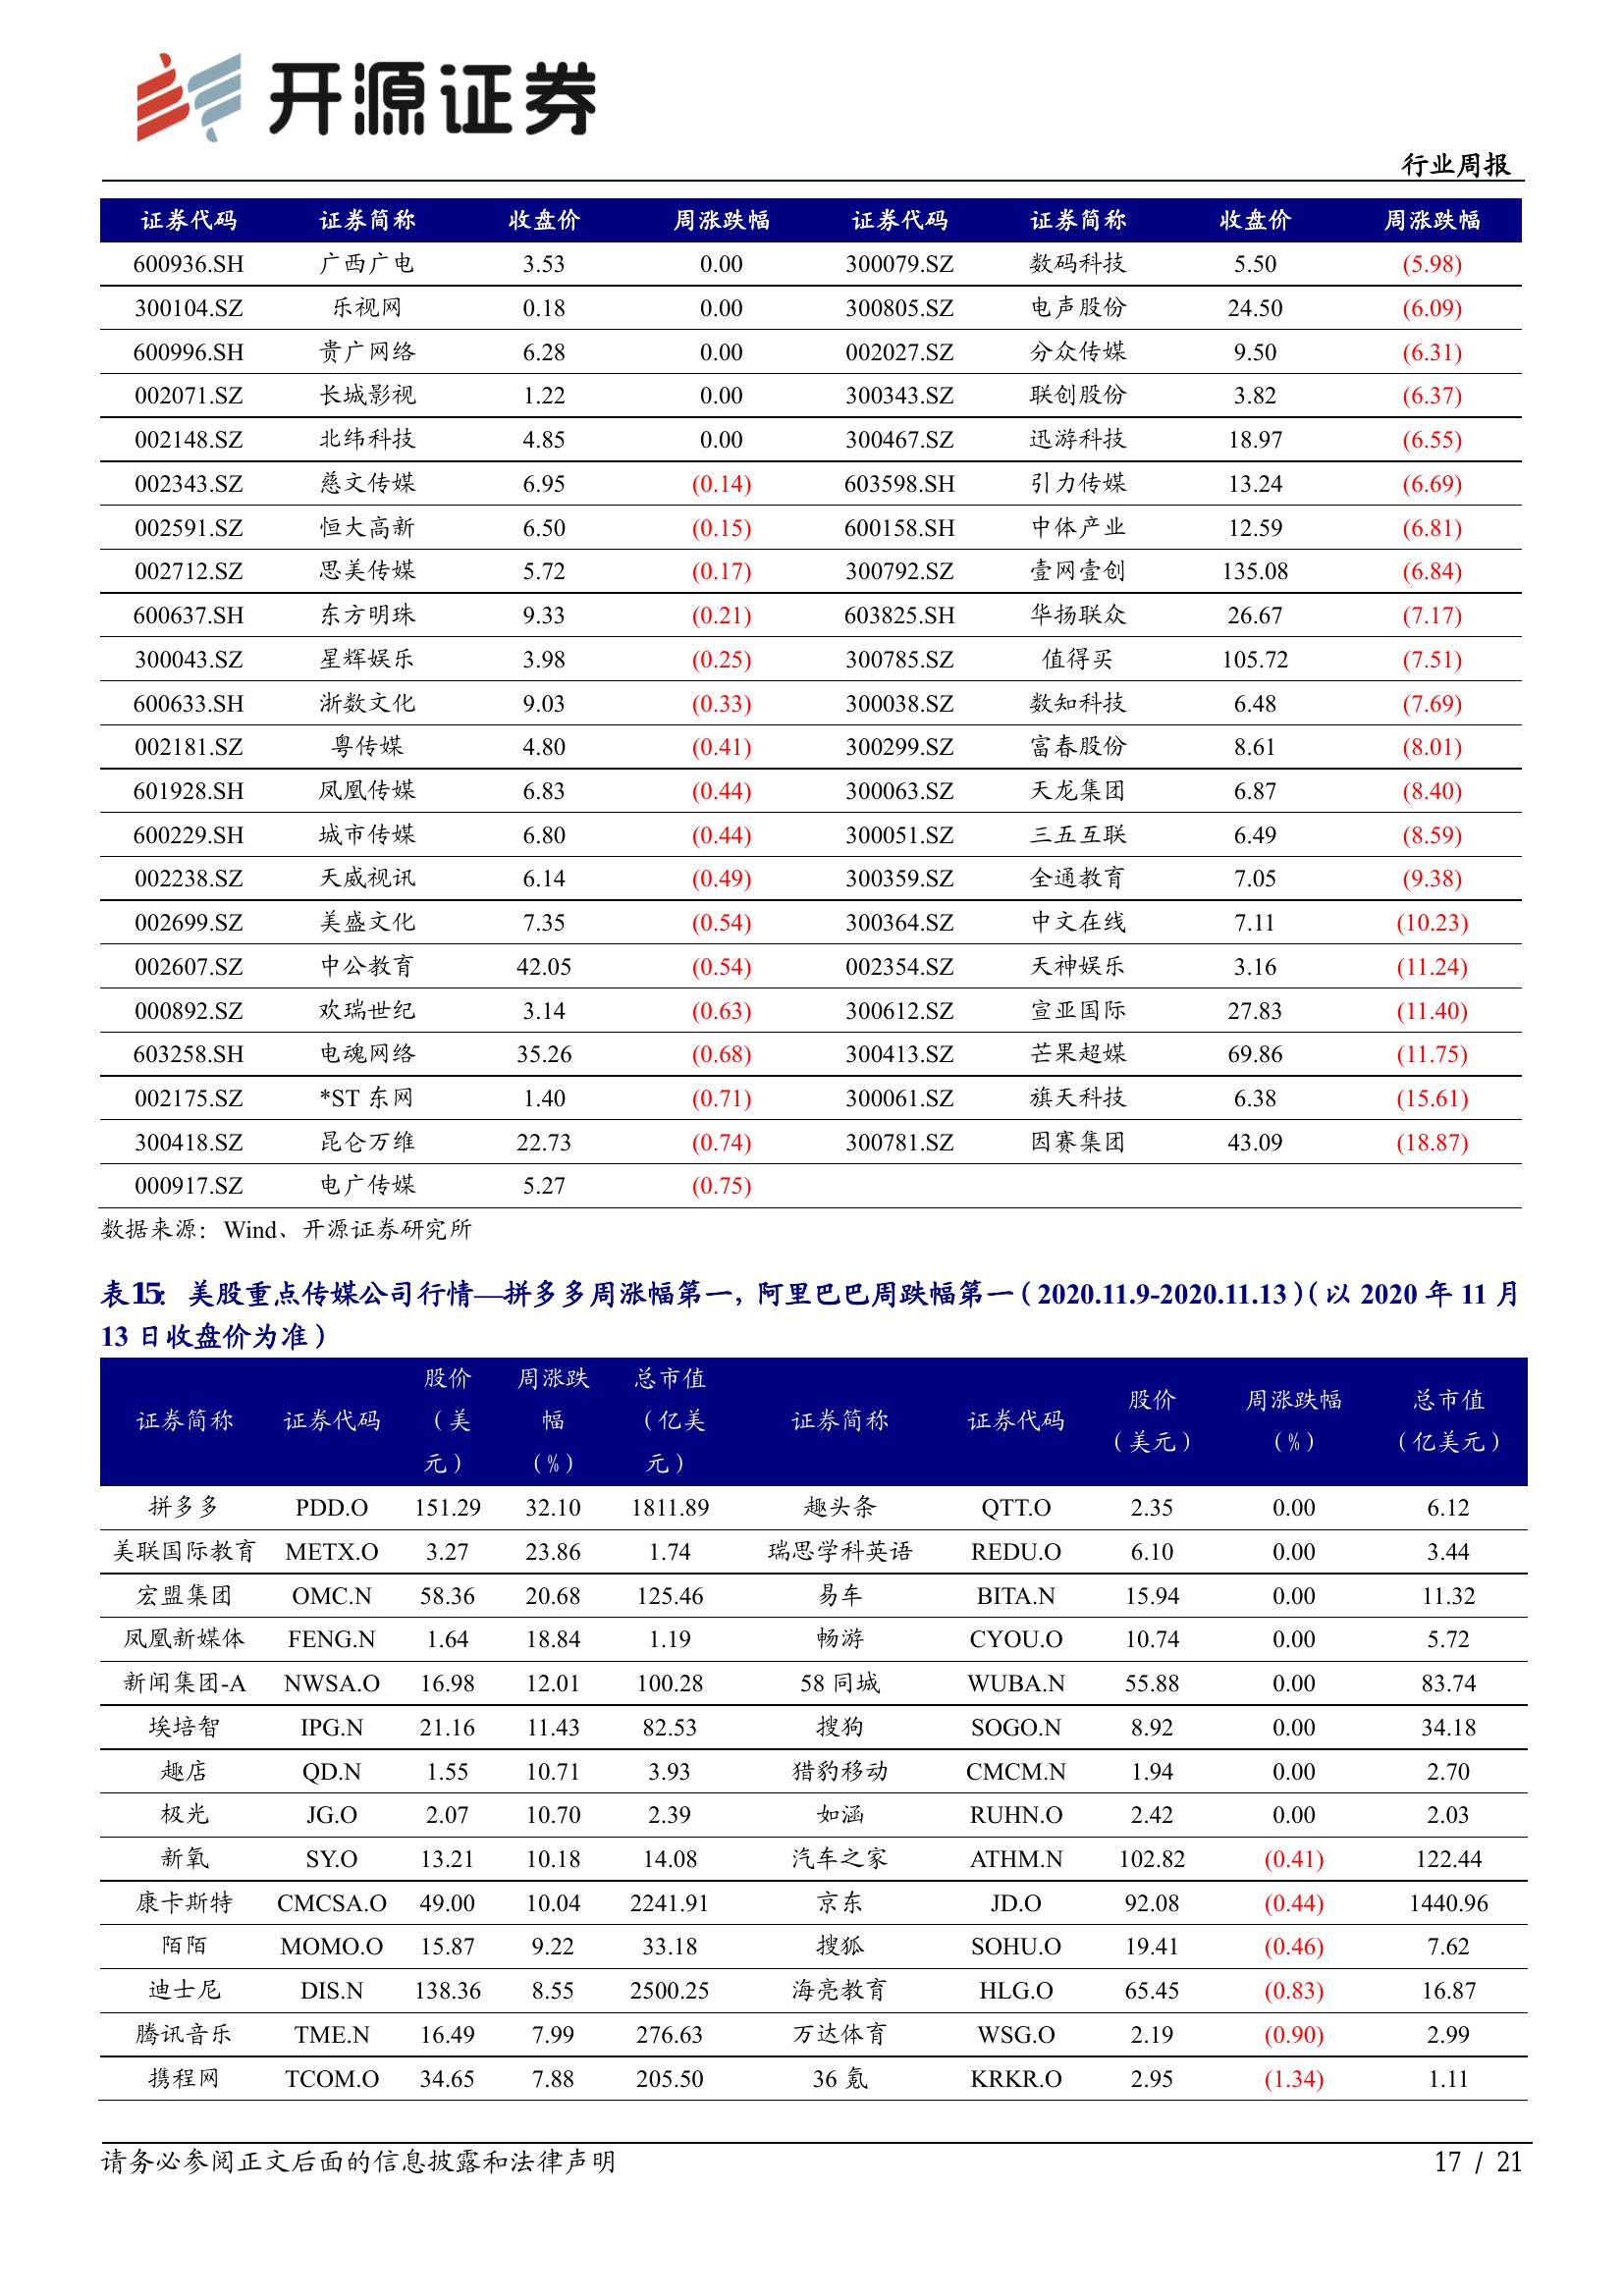 开源证券
行业周报
证券代码 证券简称 收盘价 周涨跌幅 证券代码 证券简称 收盘价 周涨跌幅
600936.SH 广西广电 3.53 0.00 300079.SZ 数码科技 5.50 (5.98)
300104.SZ 乐视网 0.18 0.00 300805.SZ 电声股份 24.50 (6.09)
600996.SH 贵广网络 6.28 0.00 002027.SZ 分众传媒 9.50 (6.31)
002071.SZ 长城影视 1.22 0.00 300343.SZ 联创股份 3.82 (6.37)
002148.SZ 北纬科技 4.85 0.00 300467.SZ 迅游科技 18.97 (6.55)
002343.SZ 慈文传媒 6.95 (0.14) 603598.SH 引力传媒 13.24 (6.69)
002591.SZ 恒大高新 6.50 (0.15) 600158.SH 中体产业 12.59 (6.81)
002712.SZ 思美传媒 5.72 (0.17) 300792.SZ 壹网壹创 135.08 (6.84)
600637.SH 东方明珠 9.33 (0.21) 603825.SH 华扬联众 26.67 (7.17)
300043.SZ 星辉娱乐 3.98 (0.25) 300785.SZ 值得买 105.72 (7.51)
600633.SH 浙数文化 9.03 (0.33) 300038.SZ 数知科技 6.48 (7.69)
002181.SZ 粤传媒 4.80 (0.41) 300299.SZ 富春股份 8.61 (8.01)
601928.SH 凤凰传媒 6.83 (0.44) 300063.SZ 天龙集团 6.87 (8.40)
600229.SH 城市传媒 6.80 (0.44) 300051.SZ 三五互联 6.49 (8.59)
002238.SZ 天威视讯 6.14 (0.49) 300359.SZ 全通教育 7.05 (9.38)
002699.SZ 美盛文化 7.35 (0.54) 300364.SZ 中文在线 7.11 (10.23)
002607.SZ 中公教育 42.05 (0.54) 002354.SZ 天神娱乐 3.16 (11.24)
000892.SZ 欢瑞世纪 3.14 (0.63) 300612.SZ 宣亚国际 27.83 (11.40)
603258.SH 电魂网络 35.26 (0.68) 300413.SZ 芒果超媒 69.86 (11.75)
002175.SZ *ST 东网 1.40 (0.71) 300061.SZ 旗天科技 6.38 (15.61)
300418.SZ 昆仑万维 22.73 (0.74) 300781.SZ 因赛集团 43.09 (18.87)
000917.SZ 电广传媒 5.27 (0.75)
数据来源：Wind、开源证券研究所
表15：美股重点传媒公司行情—拼多多周涨幅第一，阿里巴巴周跌幅第一（2020.11.9-2020.11.13）（以 2020 年 11 月
13 日收盘价为准）
证券简称 证券代码 股价（美元） 周涨跌幅（%） 总市值（亿美元） 证券简称 证券代码 股价（美元） 周涨跌幅（%） 总市值（亿美元）
拼多多 PDD.O 151.29 32.10 1811.89 趣头条 QTT.O 2.35 0.00 6.12
美联国际教育 METX.O 3.27 23.86 1.74 瑞思学科英语 REDU.O 6.10 0.00 3.44
宏盟集团 OMC.N 58.36 20.68 125.46 易车 BITA.N 15.94 0.00 11.32
凤凰新媒体 FENG.N 1.64 18.84 1.19 畅游 CYOU.O 10.74 0.00 5.72
新闻集团-A NWSA.O 16.98 12.01 100.28 58 同城 WUBA.N 55.88 0.00 83.74
埃培智 IPG.N 21.16 11.43 82.53 搜狗 SOGO.N 8.92 0.00 34.18
趣店 QD.N 1.55 10.71 3.93 猎豹移动 CMCM.N 1.94 0.00 2.70
极光 JG.O 2.07 10.70 2.39 如涵 RUHN.O 2.42 0.00 2.03
新氧 SY.O 13.21 10.18 14.08 汽车之家 ATHM.N 102.82 (0.41) 122.44
康卡斯特 CMCSA.O 49.00 10.04 2241.91 京东 JD.O 92.08 (0.44) 1440.96
陌陌 MOMO.O 15.87 9.22 33.18 搜狐 SOHU.O 19.41 (0.46) 7.62
迪士尼 DIS.N 138.36 8.55 2500.25 海亮教育 HLG.O 65.45 (0.83) 16.87
腾讯音乐 TME.N 16.49 7.99 276.63 万达体育 WSG.O 2.19 (0.90) 2.99
携程网 TCOM.O 34.65 7.88 205.50 36 氪 KRKR.O 2.95 (1.34) 1.11
请务必参阅正文后面的信息披露和法律声明
17 / 21